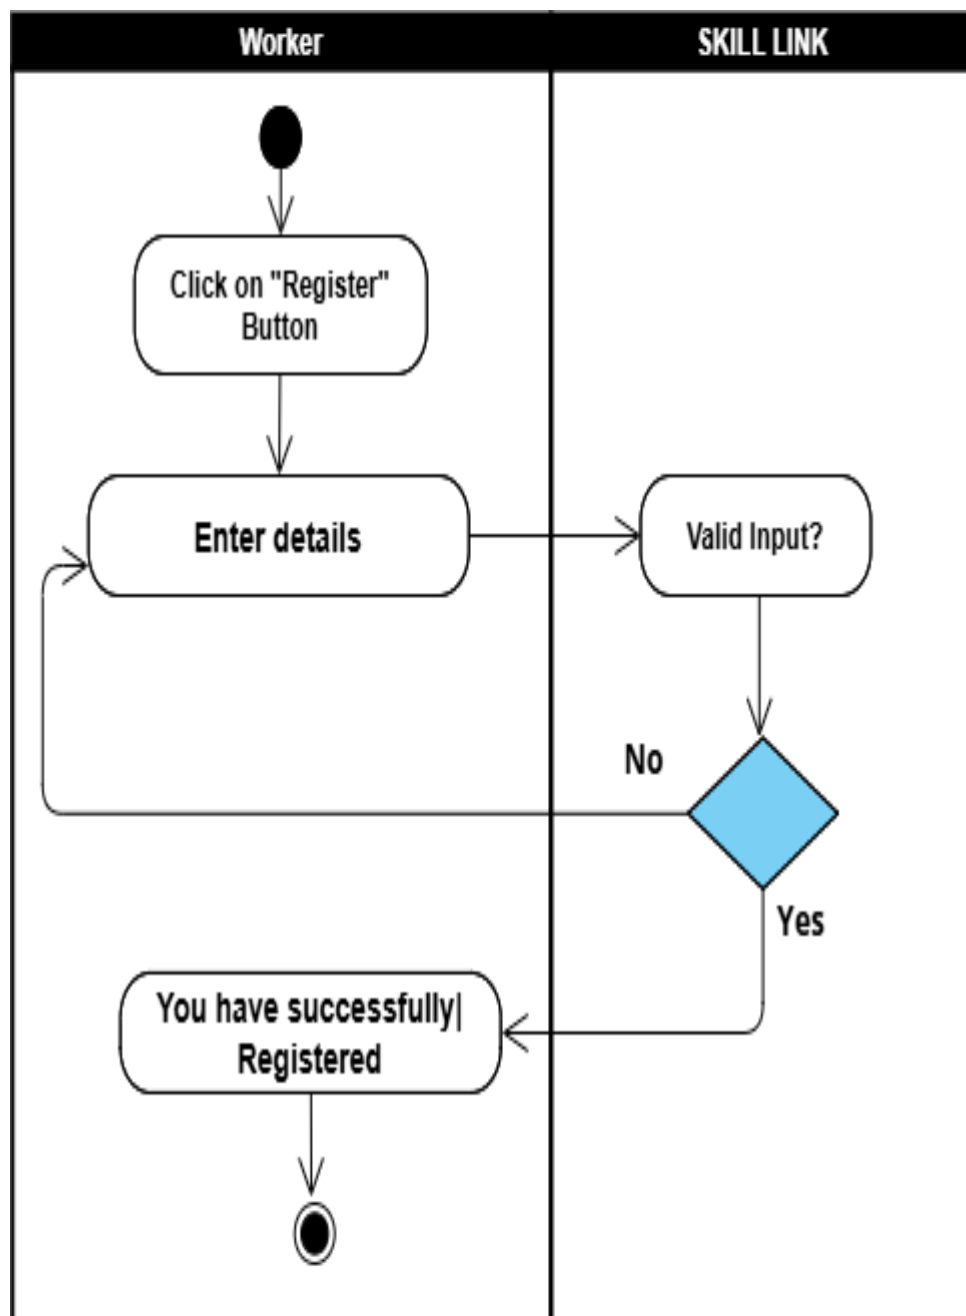 Worker
SKILL LINK
Click on "Register"
Button
Enter details
Valid Input?
No
Yes
You have successfully|
Registered